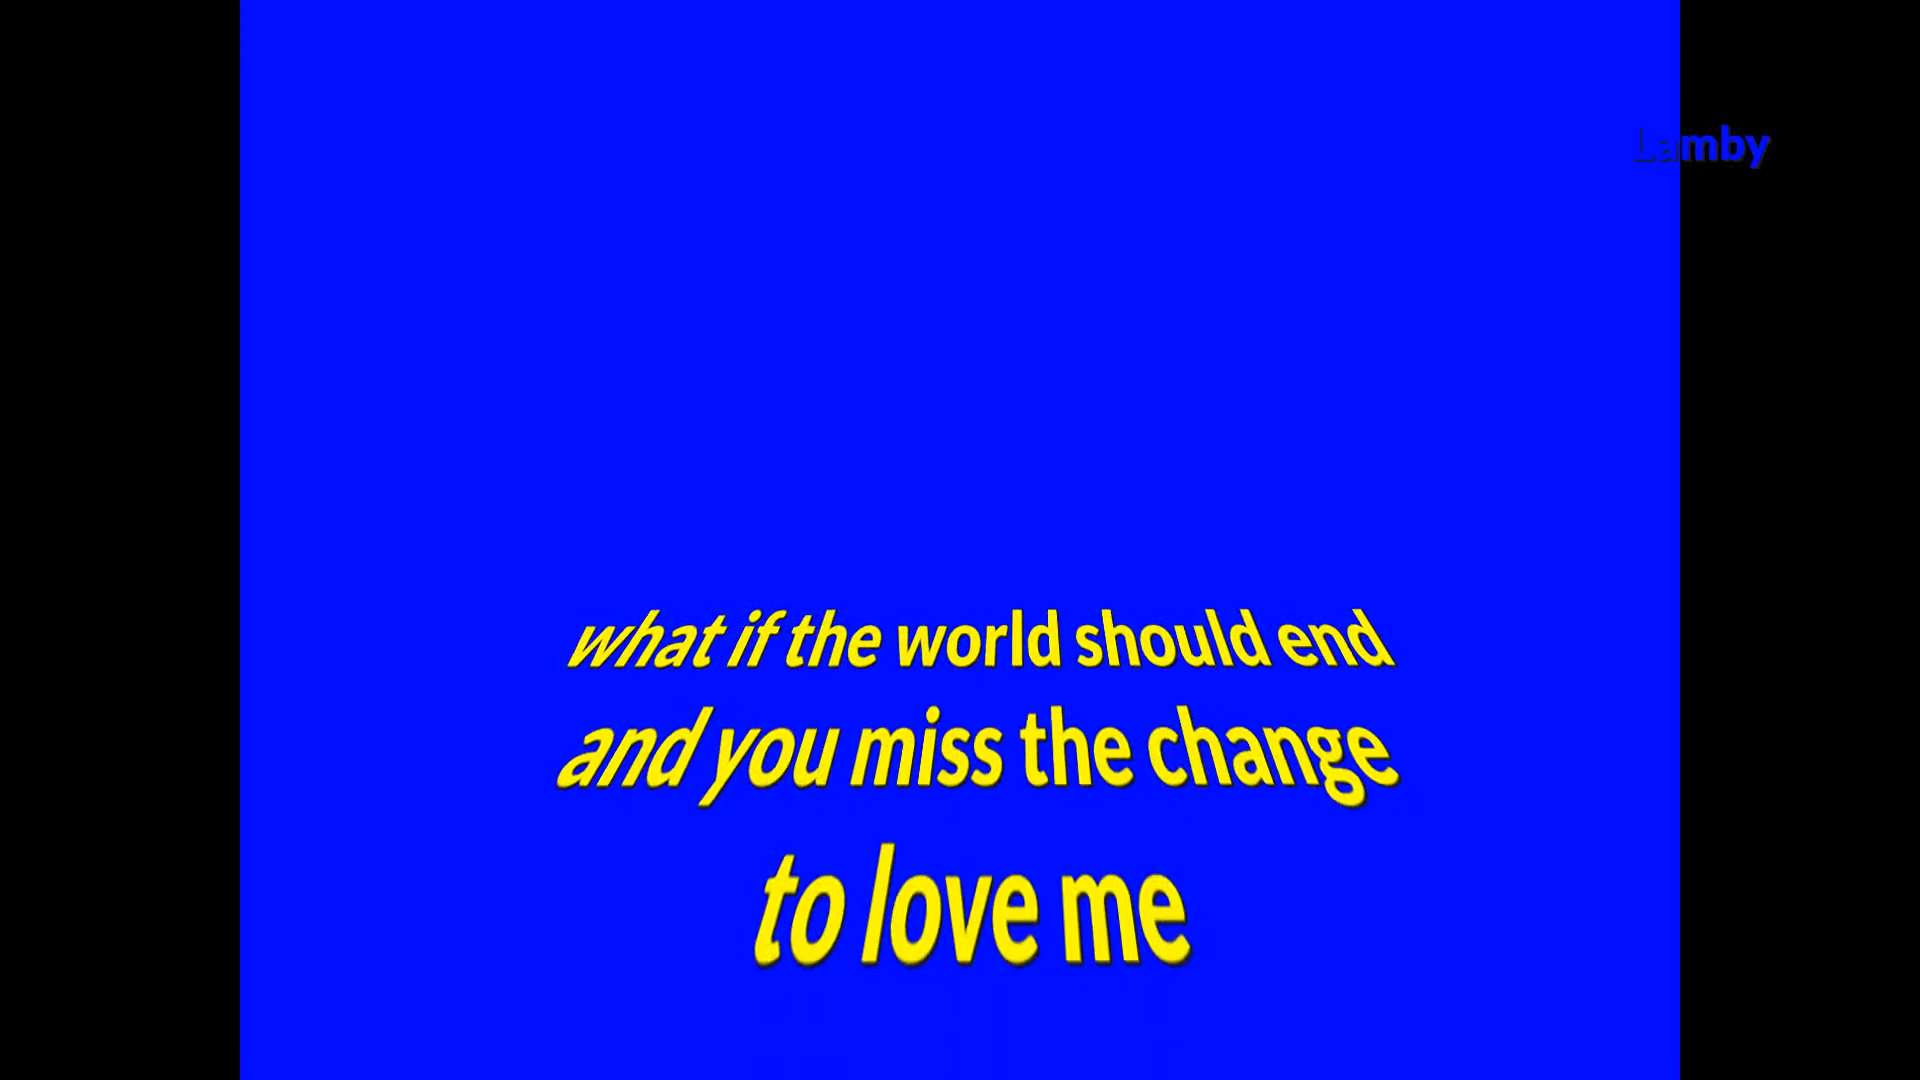 Lamby
what if the world should end
and you miss the change
to love me